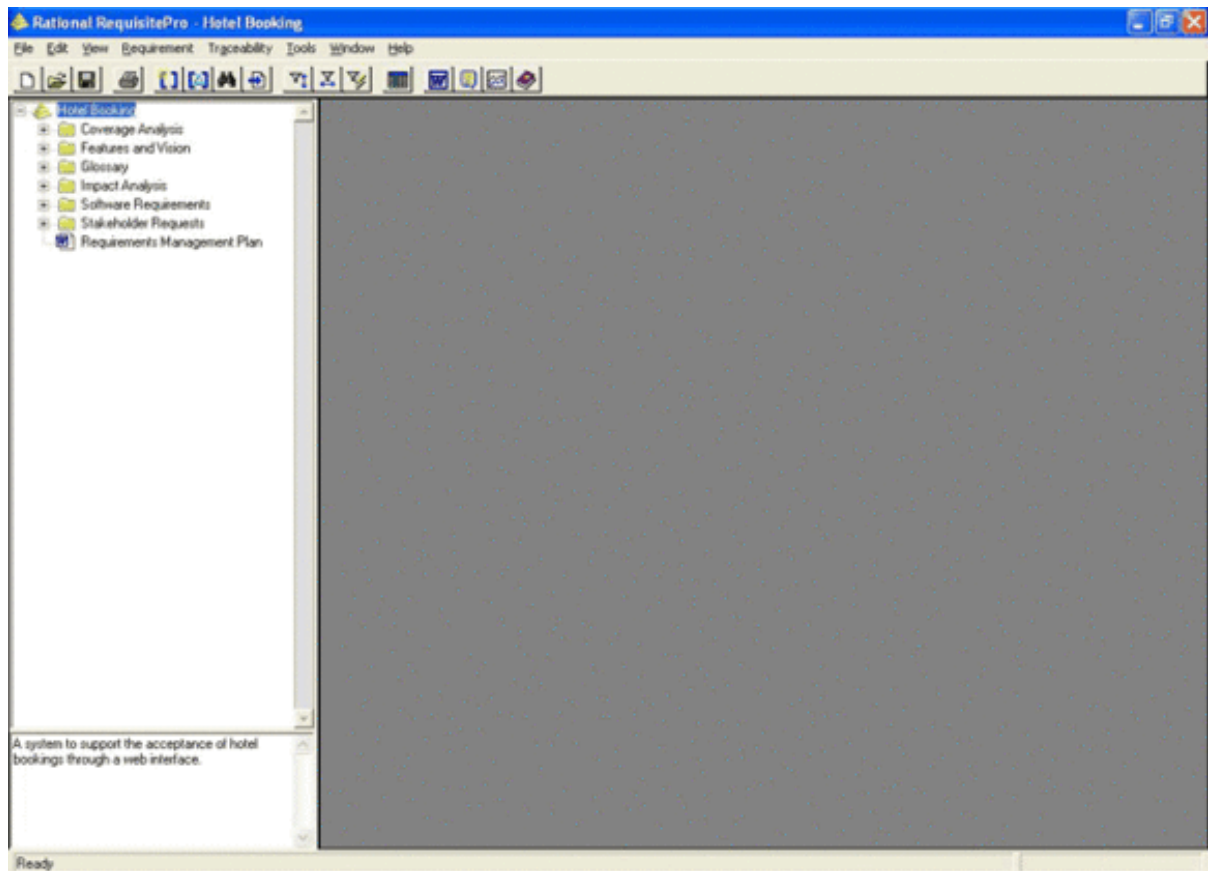 Rational RequisitePro - Hotel Booking
File Edit View Requirement Traceability Tools Window Help
Hotel Booking
Coverage Analysis
Features and Vision
Glossary
Impact Analysis
Software Requirements
Stakeholder Requests
Requirements Management Plan
A system to support the acceptance of hotel
bookings through a web interface.
Ready